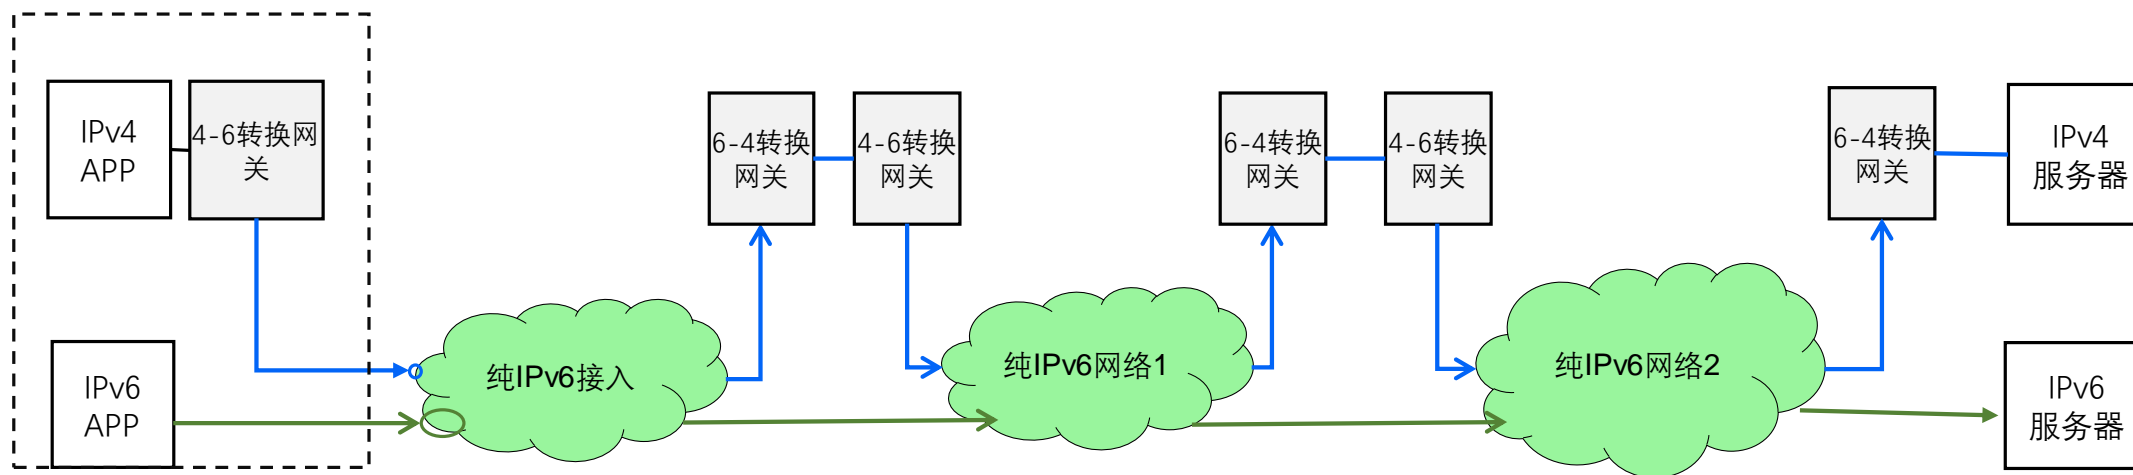 IPv4
APP
4-6转换网
关
6-4转换
网关
4-6转换
网关
6-4转换
网关
4-6转换
网关
6-4转换
网关
IPv4
服务器
IPv6
APP
纯IPv6接入
纯IPv6网络1
纯IPv6网络2
IPv6
服务器